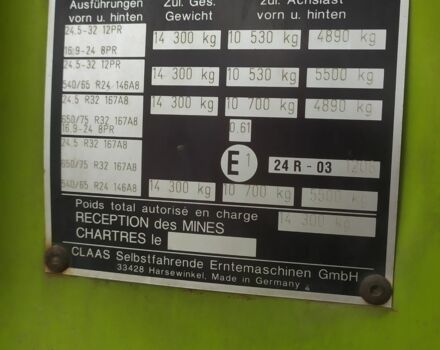 Ausführungen Zul. Ges. Zul. Achslast
vorn u. hinten Gewicht vorn u. hinten
24.5-32 12PR
16.9-24 8PR 14 300 kg 10 530 kg 4890 kg
24.5-32 12PR
540/65 R24 146A8 14 300 kg 10 530 kg 5500 kg
24.5 R32 167A8 14 300 kg 10 700 kg 4890 kg
650/75 R32 167A8
16.9-24 8PR 0.61
24.5 R32 167A8
650/75 R32 167A8 E1 24 R - 03 1208
540/65 R24 146A8 14 300 kg 10 700 kg 5500 kg
Poids total autorisé en charge 14 300 kg
RECEPTION des MINES
CHARTRES le
CLAAS Selbstfahrende Erntemaschinen GmbH
33428 Harsewinkel, Made in Germany